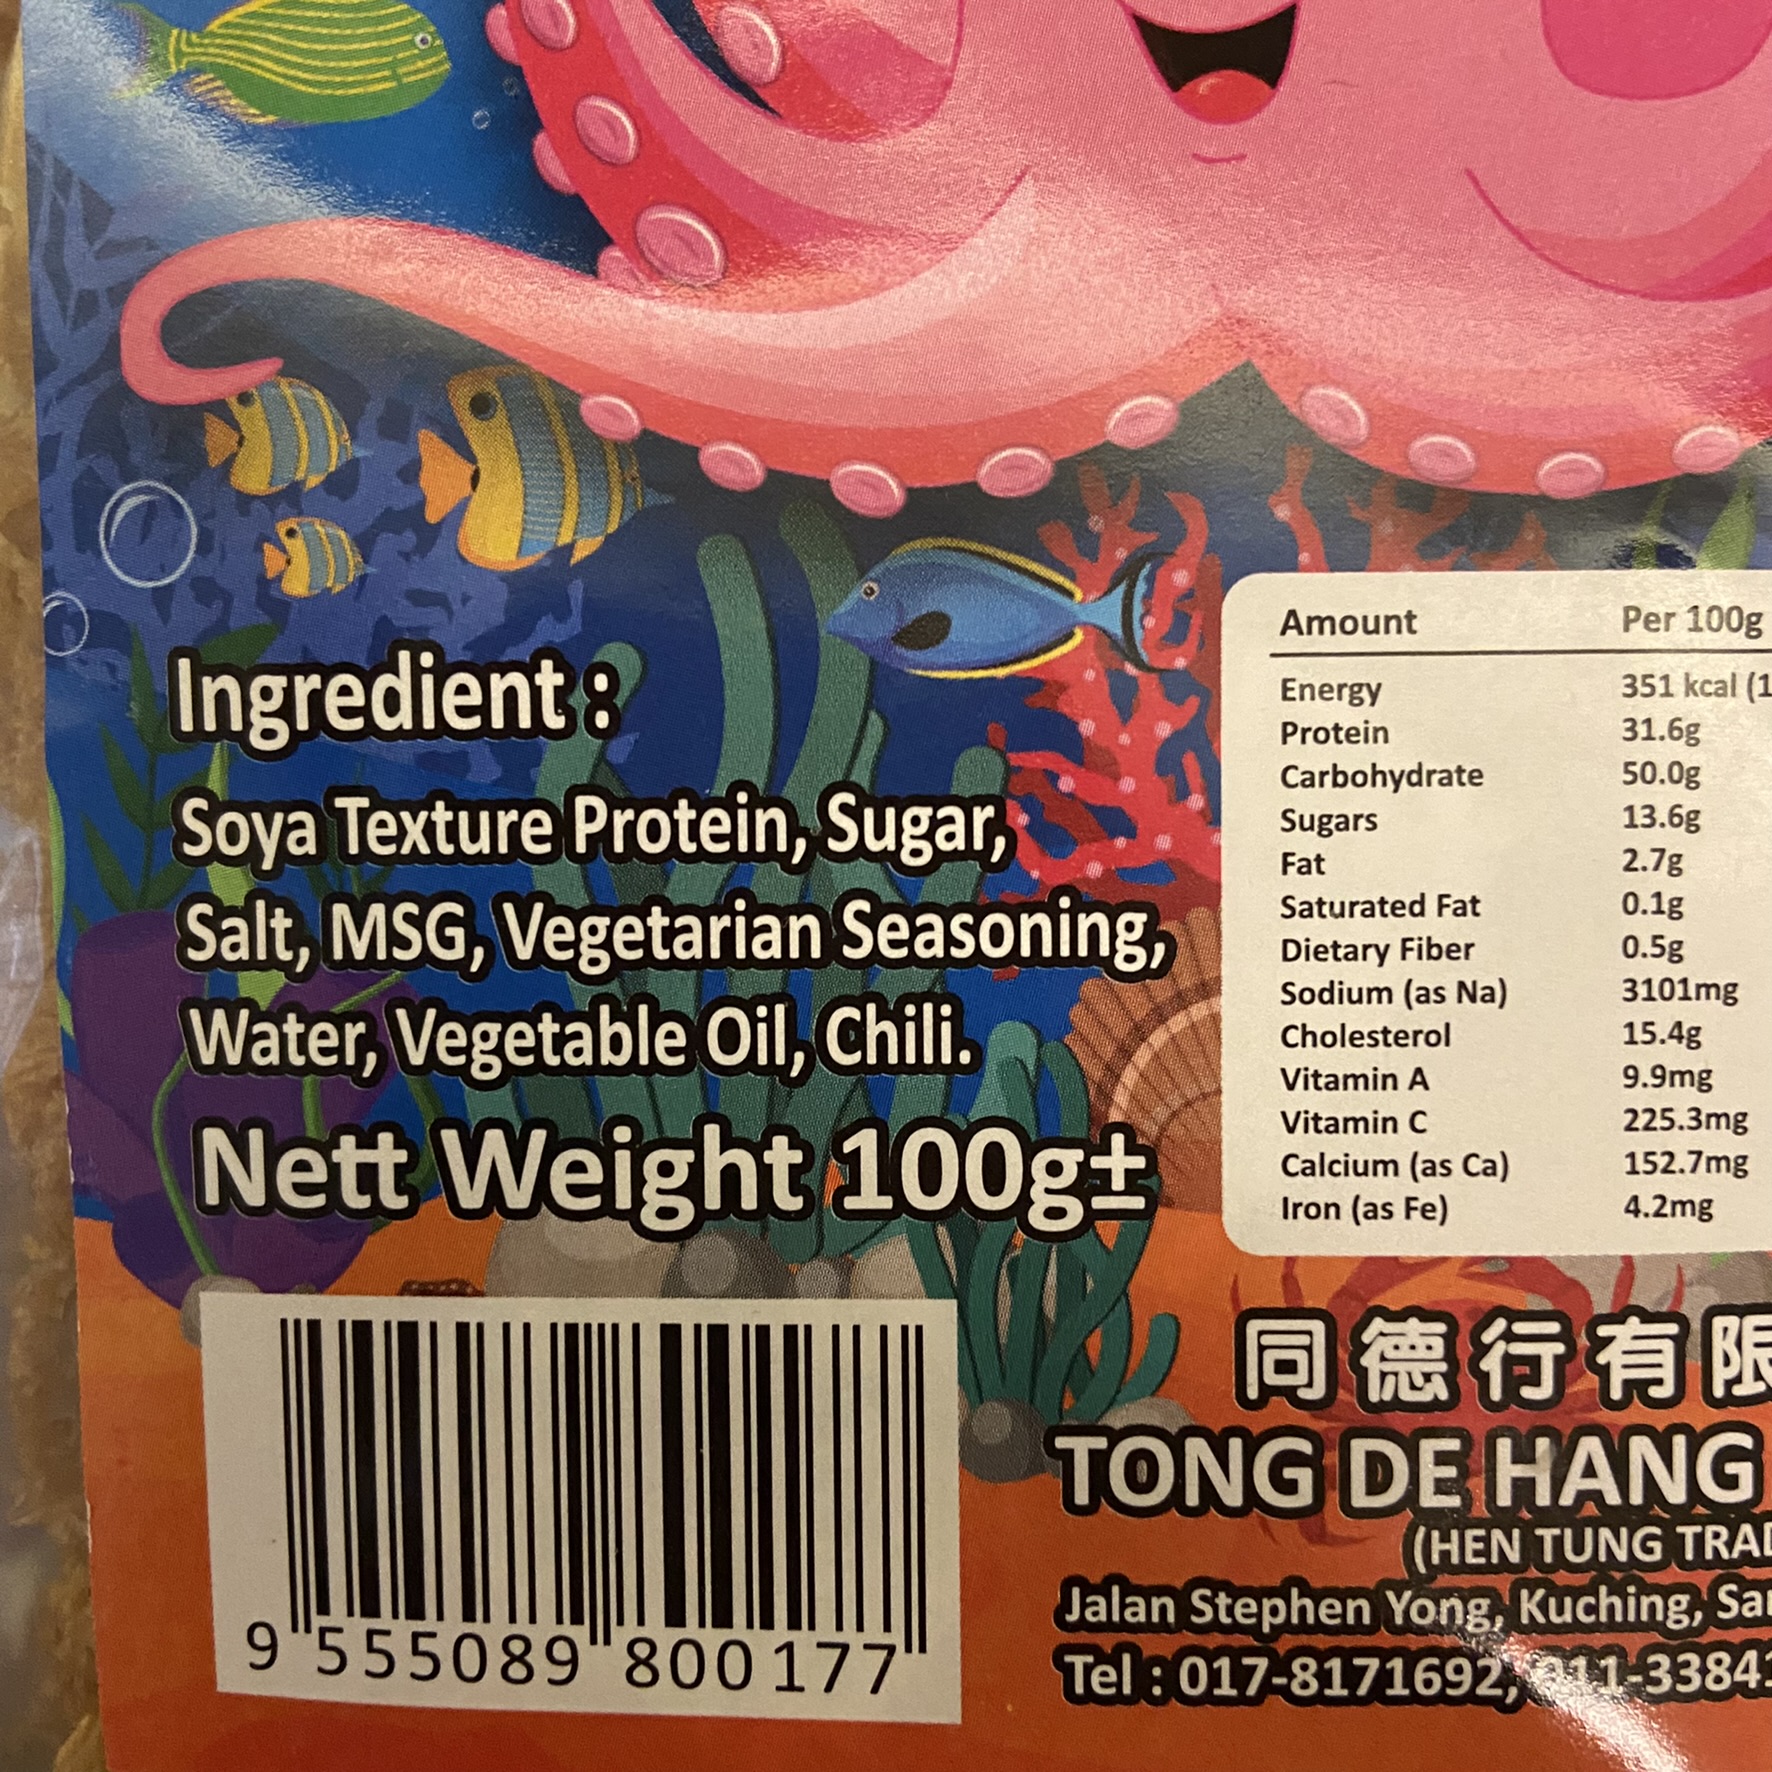 Ingredient :
Soya Texture Protein, Sugar,
Salt, MSG, Vegetarian Seasoning,
Water, Vegetable Oil, Chili.
Nett Weight 100g±
Amount Per 100g
Energy 351 kcal (1
Protein 31.6g
Carbohydrate 50.0g
Sugars 13.6g
Fat 2.7g
Saturated Fat 0.1g
Dietary Fiber 0.5g
Sodium (as Na) 3101mg
Cholesterol 15.4g
Vitamin A 9.9mg
Vitamin C 225.3mg
Calcium (as Ca) 152.7mg
Iron (as Fe) 4.2mg
9 555089 800177
同德行有限
TONG DE HANG
(HEN TUNG TRAD
Jalan Stephen Yong, Kuching,
Tel : 017-8171692,